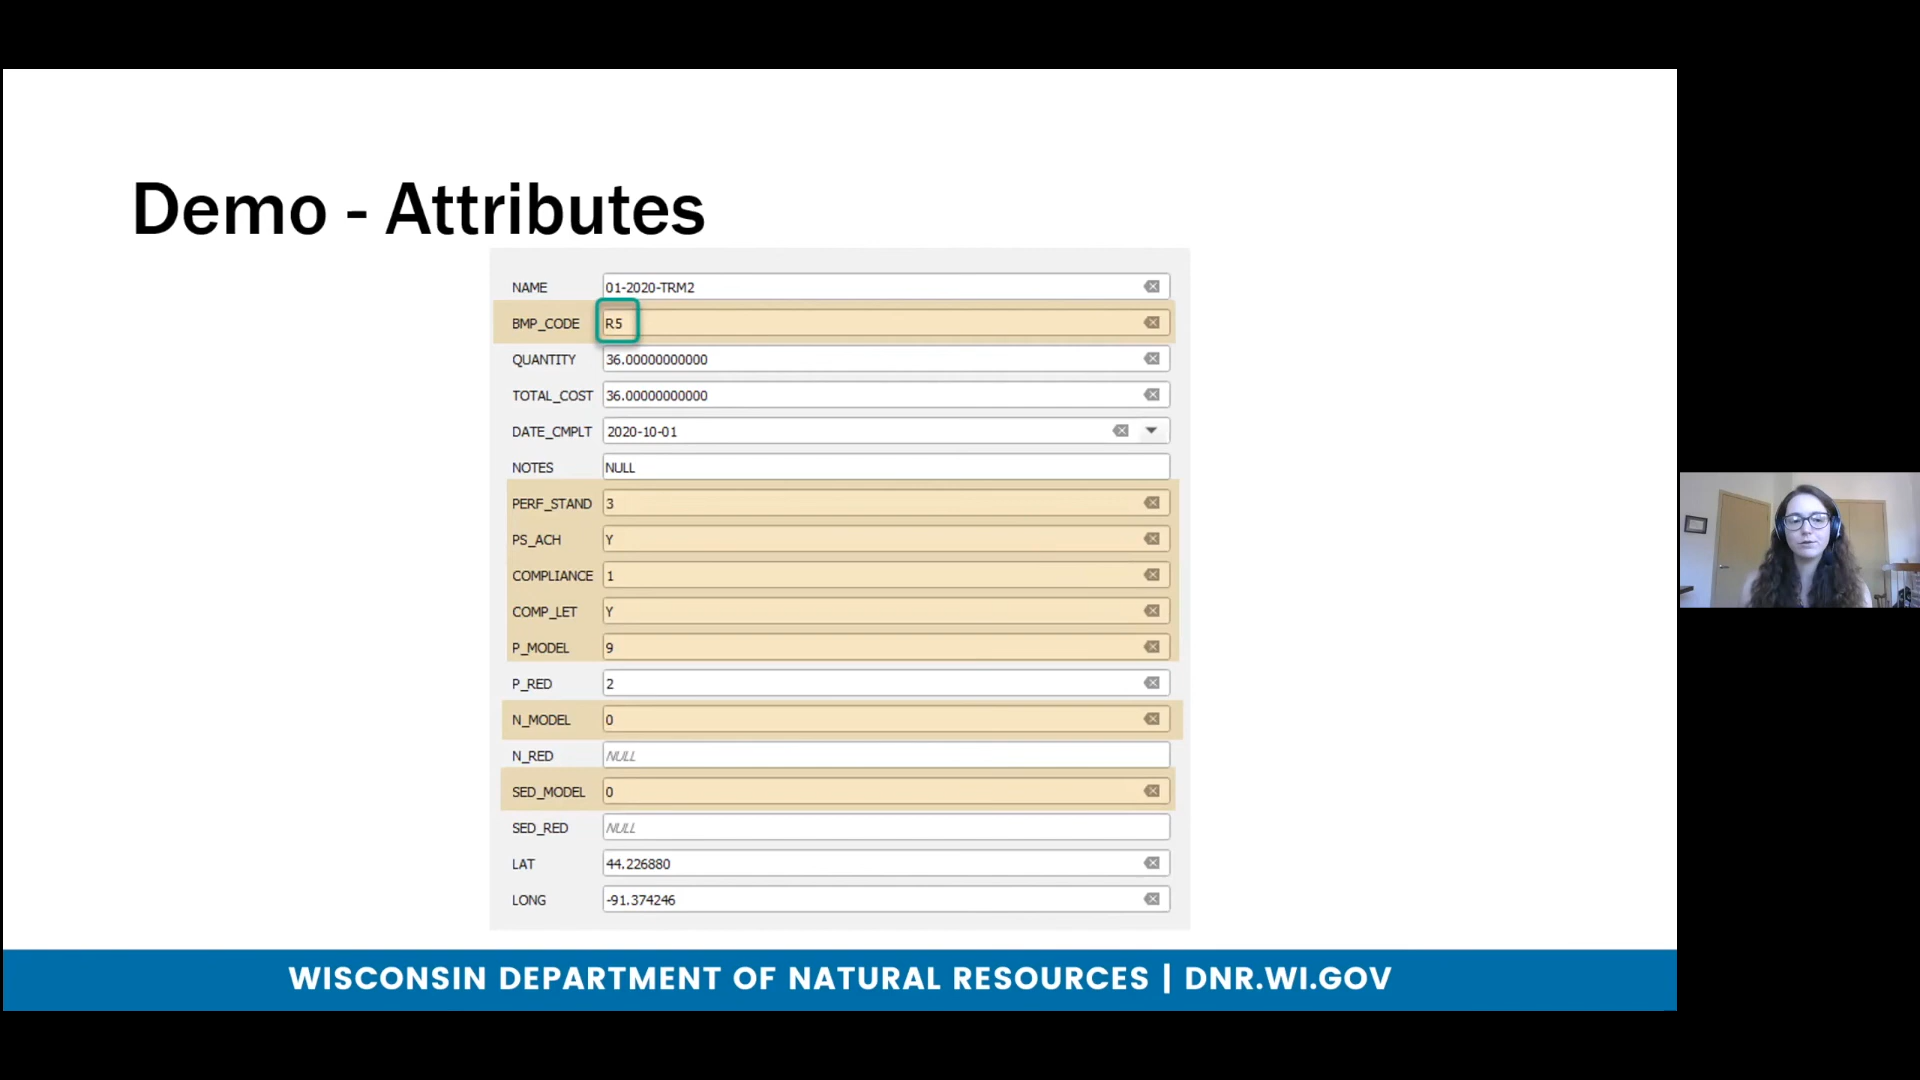 Demo - Attributes
NAME 01-2020-TRM2
BMP_CODE R5
QUANTITY 36.00000000000
TOTAL_COST 36.00000000000
DATE_CMPLT 2020-10-01
NOTES NULL
PERF_STAND 3
PS_ACH Y
COMPLIANCE 1
COMP_LET Y
P_MODEL 9
P_RED 2
N_MODEL 0
N_RED NULL
SED_MODEL 0
SED_RED NULL
LAT 44.226880
LONG -91.374246
WISCONSIN DEPARTMENT OF NATURAL RESOURCES | DNR.WI.GOV